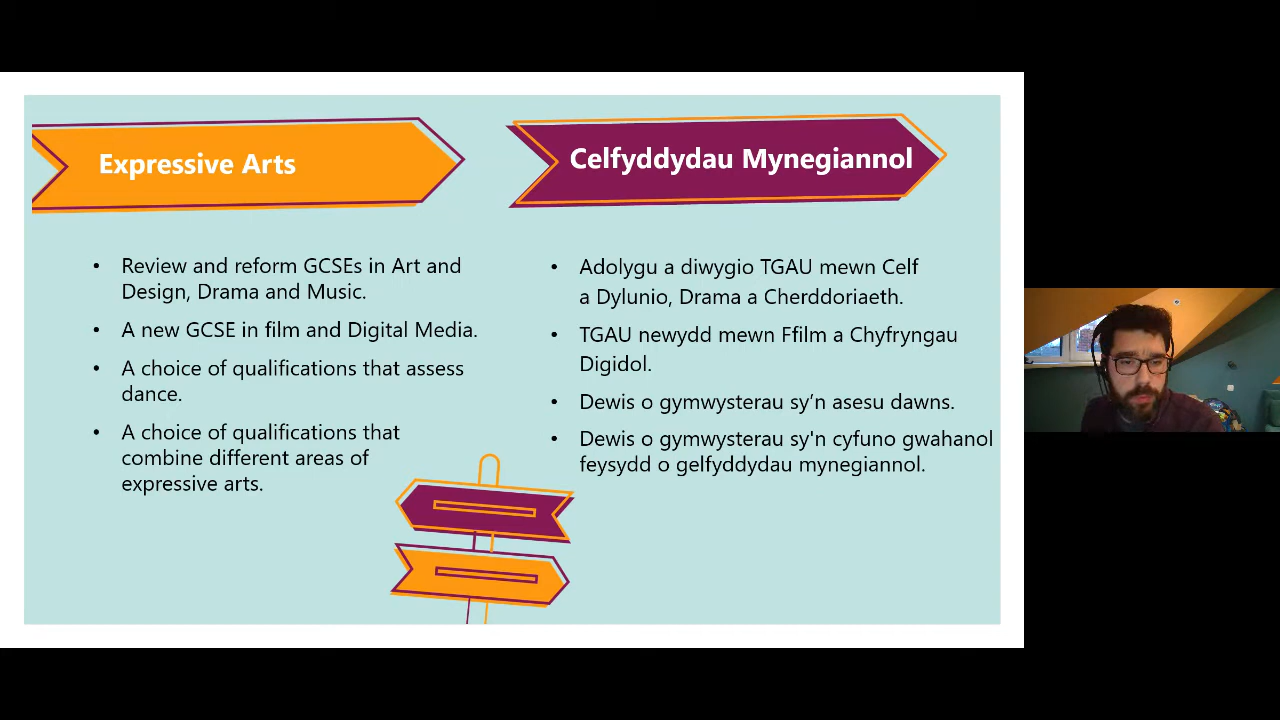 Expressive Arts
• Review and reform GCSEs in Art and
Design, Drama and Music.
• A new GCSE in film and Digital Media.
• A choice of qualifications that assess
dance.
• A choice of qualifications that
combine different areas of
expressive arts.
Celfyddydau Mynegiannol
• Adolygu a diwygio TGAU mewn Celf
a Dylunio, Drama a Cherddoriaeth.
• TGAU newydd mewn Ffilm a Chyfryngau
Digidol.
• Dewis o gymwysterau sy’n asesu dawns.
• Dewis o gymwysterau sy'n cyfuno gwahanol
feysydd o gelfyddydau mynegiannol.